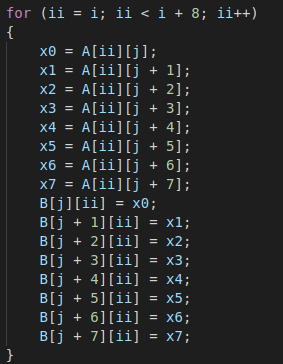 for (ii = i; ii < i + 8; ii++)
{
    x0 = A[ii][j];
    x1 = A[ii][j + 1];
    x2 = A[ii][j + 2];
    x3 = A[ii][j + 3];
    x4 = A[ii][j + 4];
    x5 = A[ii][j + 5];
    x6 = A[ii][j + 6];
    x7 = A[ii][j + 7];
    B[j][ii] = x0;
    B[j + 1][ii] = x1;
    B[j + 2][ii] = x2;
    B[j + 3][ii] = x3;
    B[j + 4][ii] = x4;
    B[j + 5][ii] = x5;
    B[j + 6][ii] = x6;
    B[j + 7][ii] = x7;
}